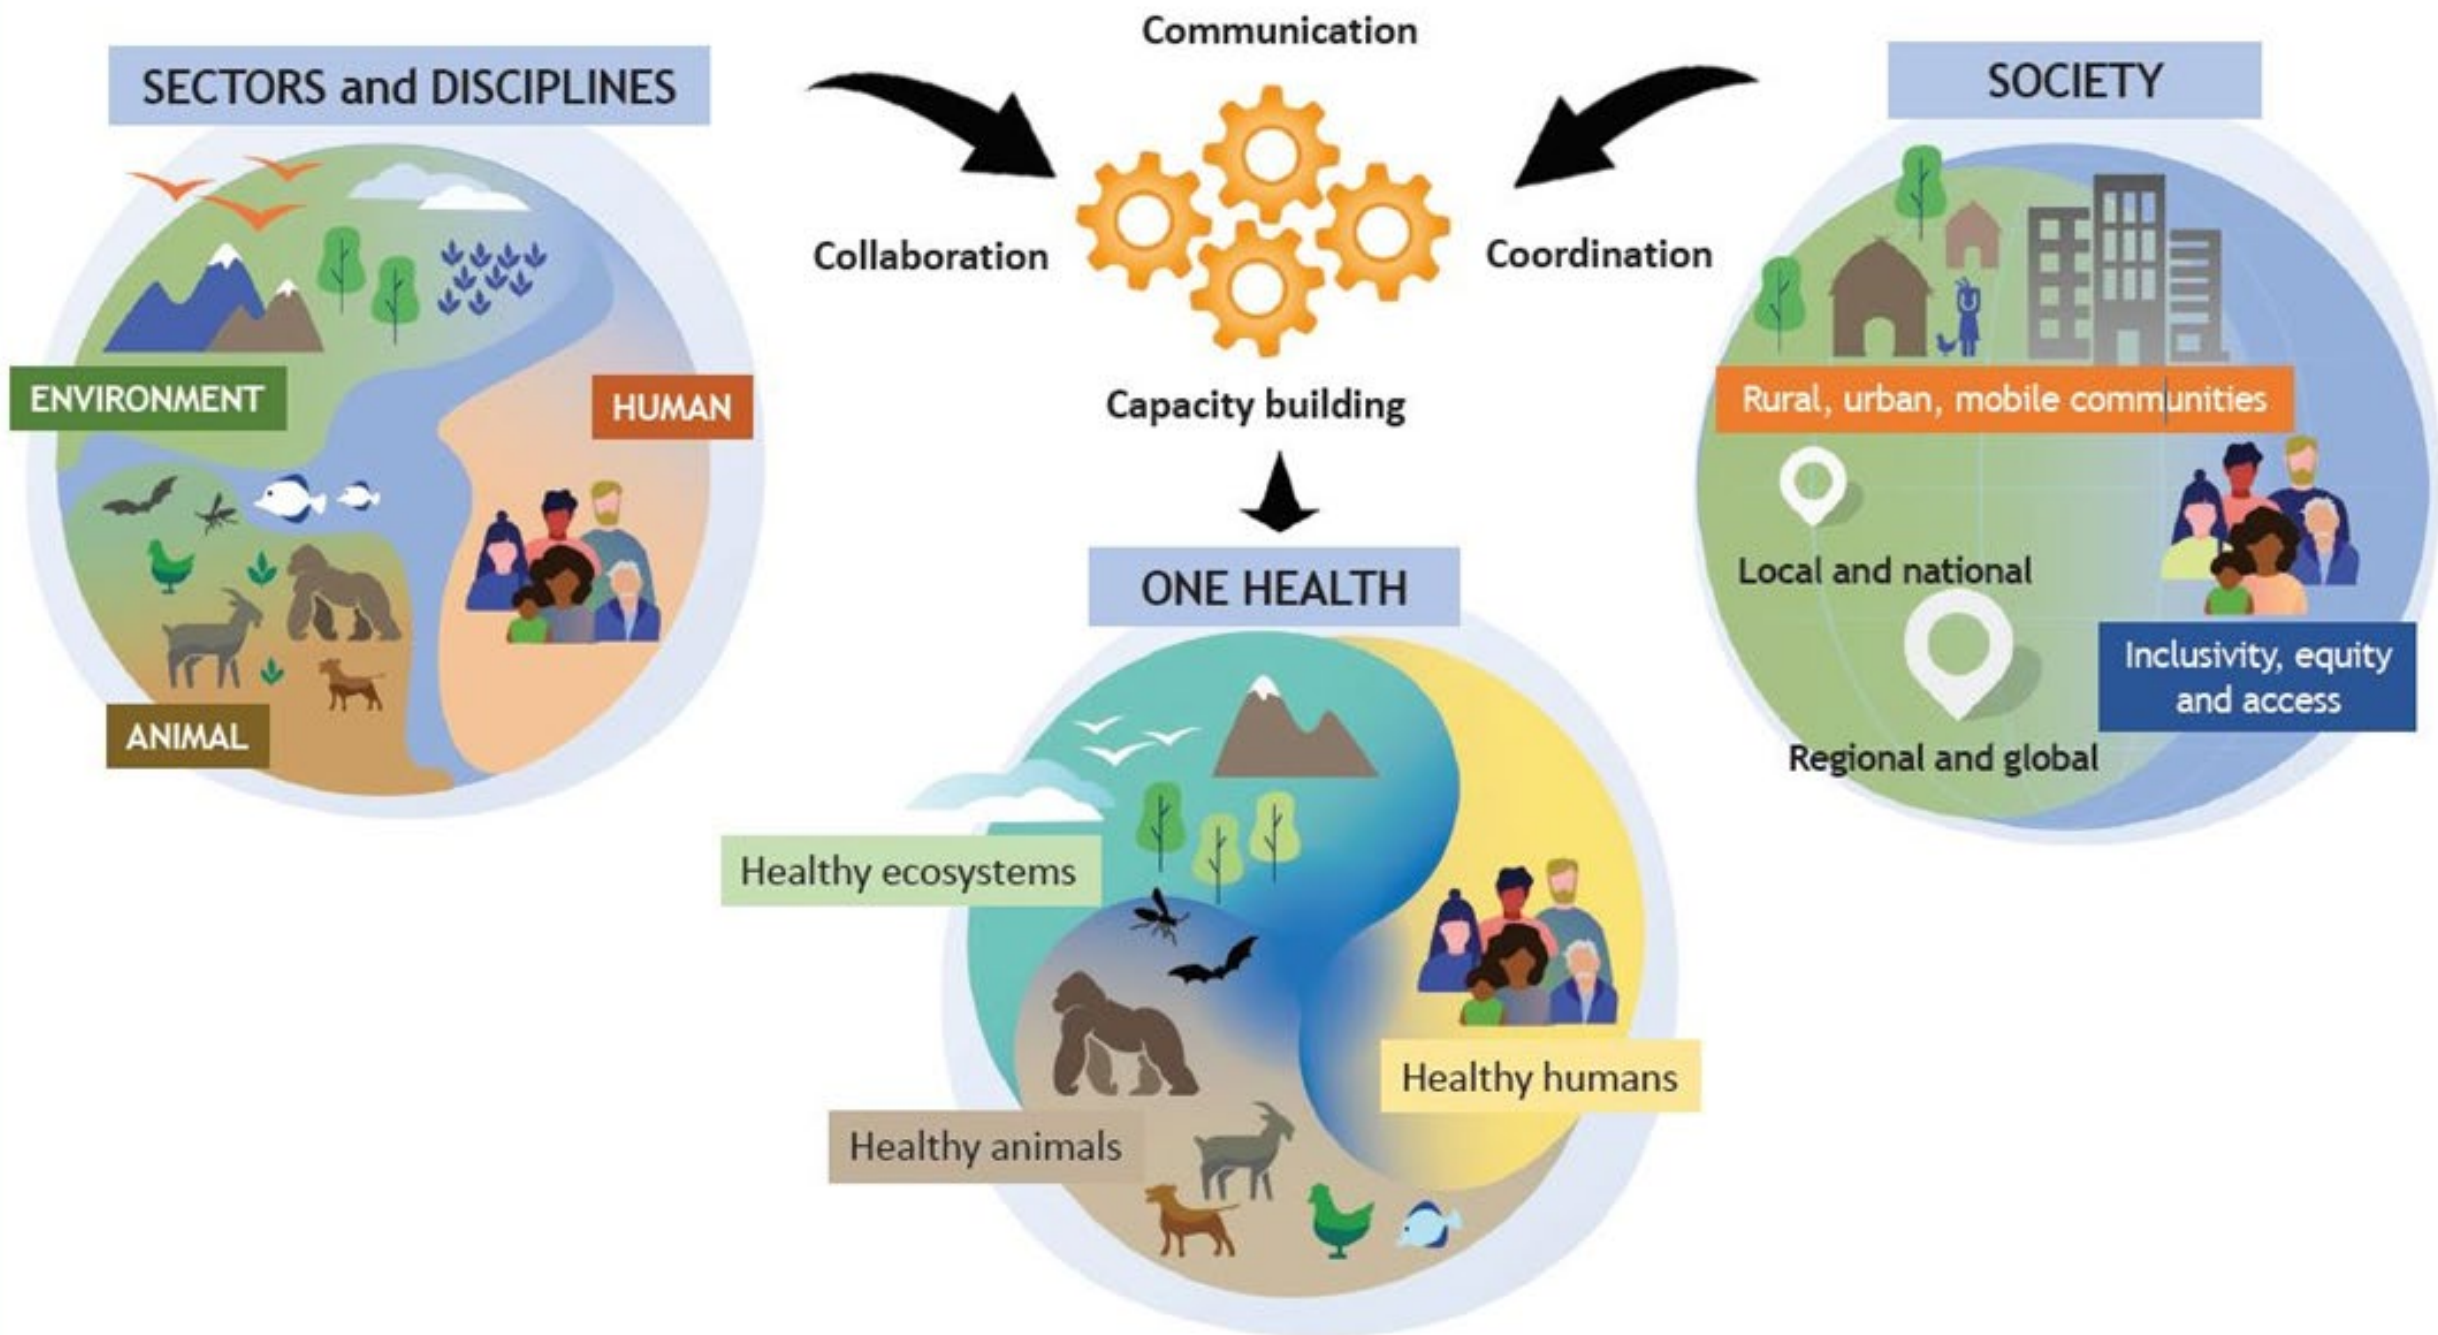 Communication
SECTORS and DISCIPLINES
SOCIETY
Collaboration
Coordination
Capacity building
ENVIRONMENT
HUMAN
ANIMAL
Rural, urban, mobile communities
Local and national
Regional and global
Inclusivity, equity
and access
ONE HEALTH
Healthy ecosystems
Healthy humans
Healthy animals